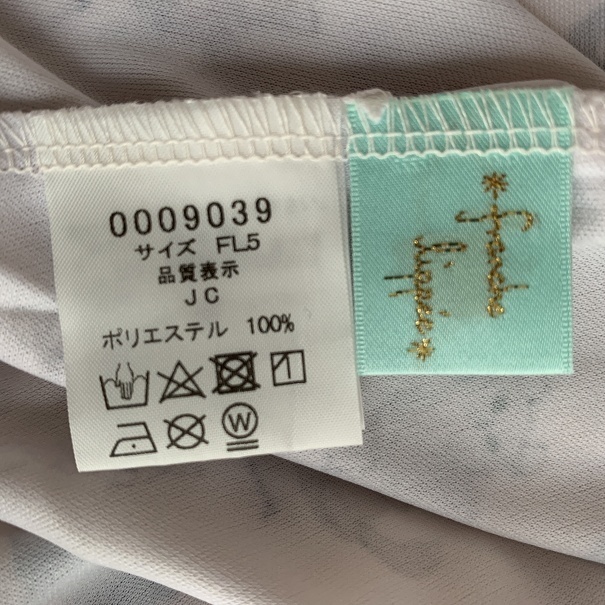 0009039
サイズ FL5
品質表示
JC
ポリエステル 100%
W